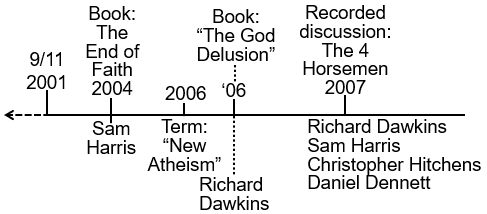 9/11
2001
Book:
The
End of
Faith
2004
Sam
Harris
2006
Term:
“New
Atheism”
Book:
“The God
Delusion”
‘06
Richard
Dawkins
Recorded
discussion:
The 4
Horsemen
2007
Richard Dawkins
Sam Harris
Christopher Hitchens
Daniel Dennett